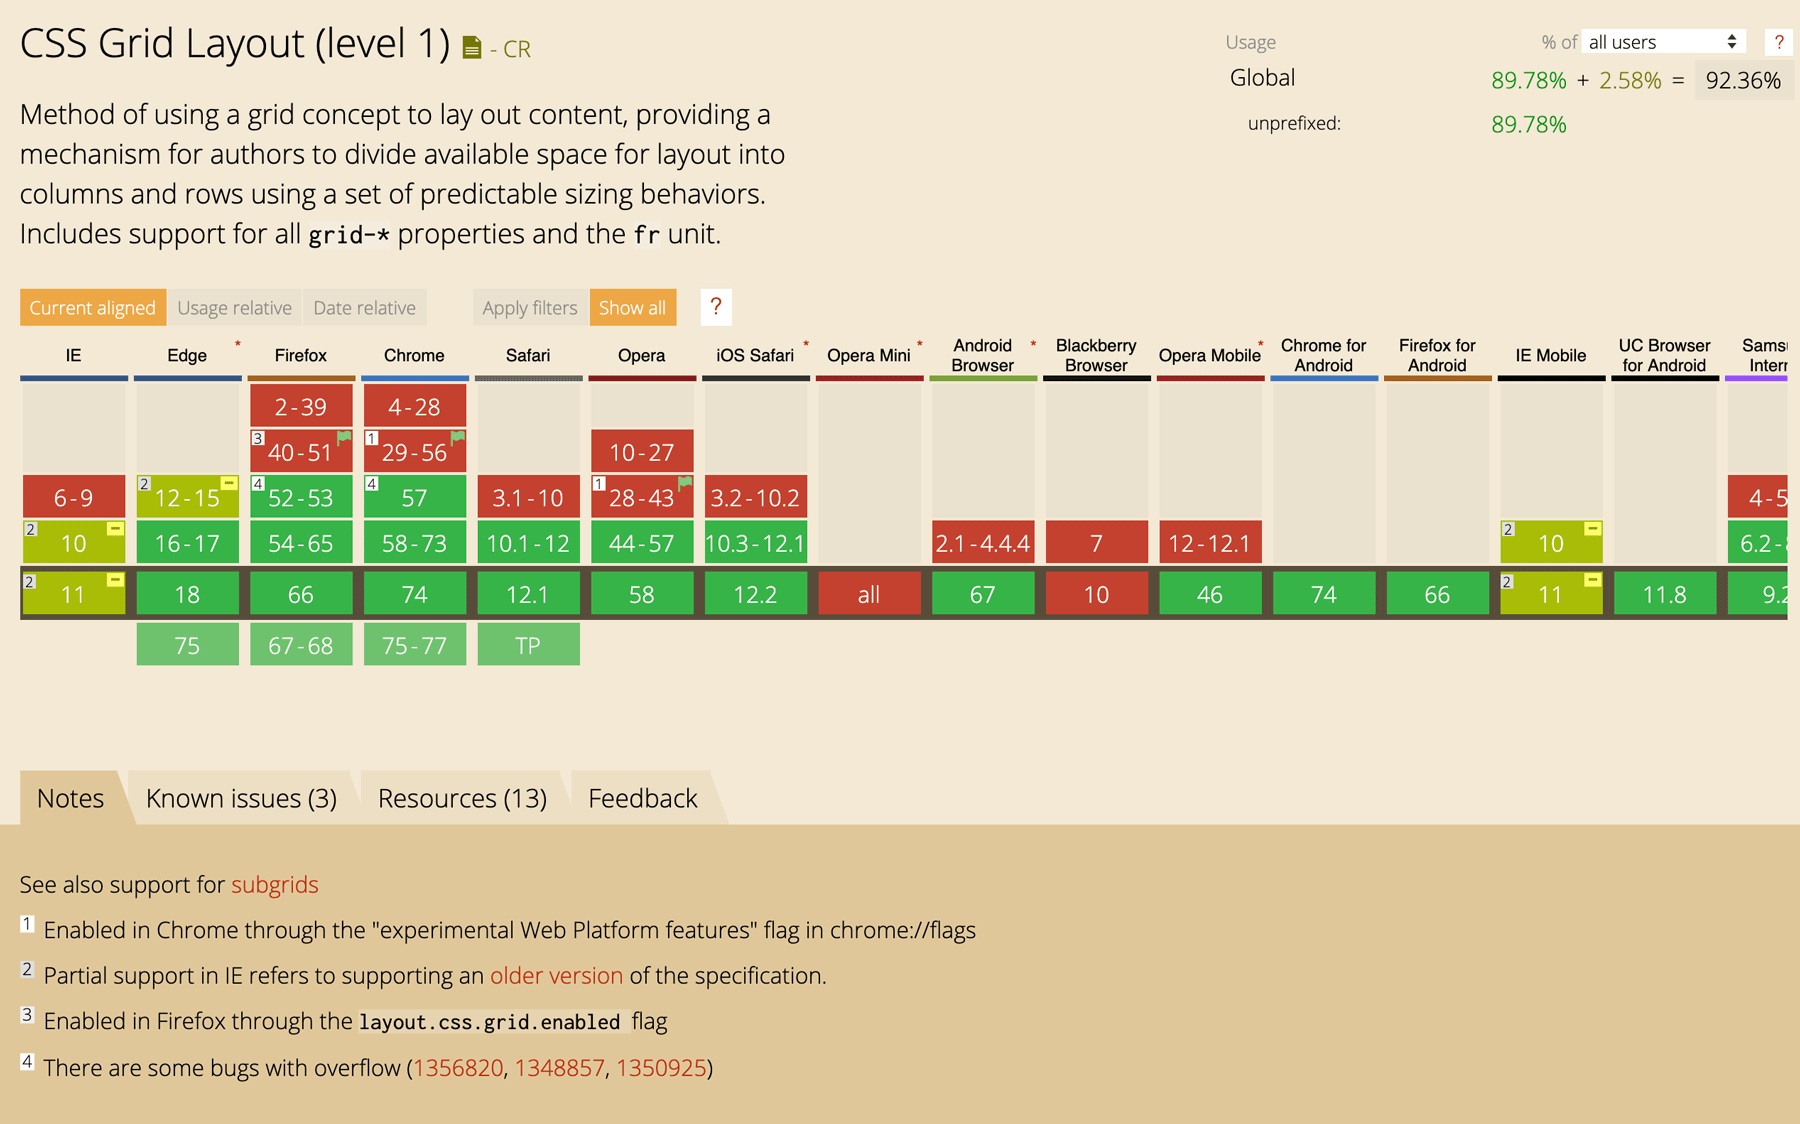 CSS Grid Layout (level 1) - CR
Usage % of all users ?
Global 89.78% + 2.58% = 92.36%
unprefixed: 89.78%
Method of using a grid concept to lay out content, providing a
mechanism for authors to divide available space for layout into
columns and rows using a set of predictable sizing behaviors.
Includes support for all grid-* properties and the fr unit.
Current aligned Usage relative Date relative Apply filters Show all ?
IE Edge * Firefox Chrome Safari Opera iOS Safari * Opera Mini * Android Browser * Blackberry Browser Opera Mobile * Chrome for Android Firefox for Android IE Mobile UC Browser for Android Samsu Interr
2-39 4-28
3 40-51 1 29-56 10-27
6-9 2 12-15 4 52-53 4 57 3.1-10 1 28-43 3.2-10.2 4-5
2 10 16-17 54-65 58-73 10.1-12 44-57 10.3-12.1 2.1-4.4.4 7 12-12.1 2 10 6.2-
2 11 18 66 74 12.1 58 12.2 all 67 10 46 74 66 2 11 11.8 9.2
75 67-68 75-77 TP
Notes Known issues (3) Resources (13) Feedback
See also support for subgrids
1 Enabled in Chrome through the "experimental Web Platform features" flag in chrome://flags
2 Partial support in IE refers to supporting an older version of the specification.
3 Enabled in Firefox through the layout.css.grid.enabled flag
4 There are some bugs with overflow (1356820, 1348857, 1350925)